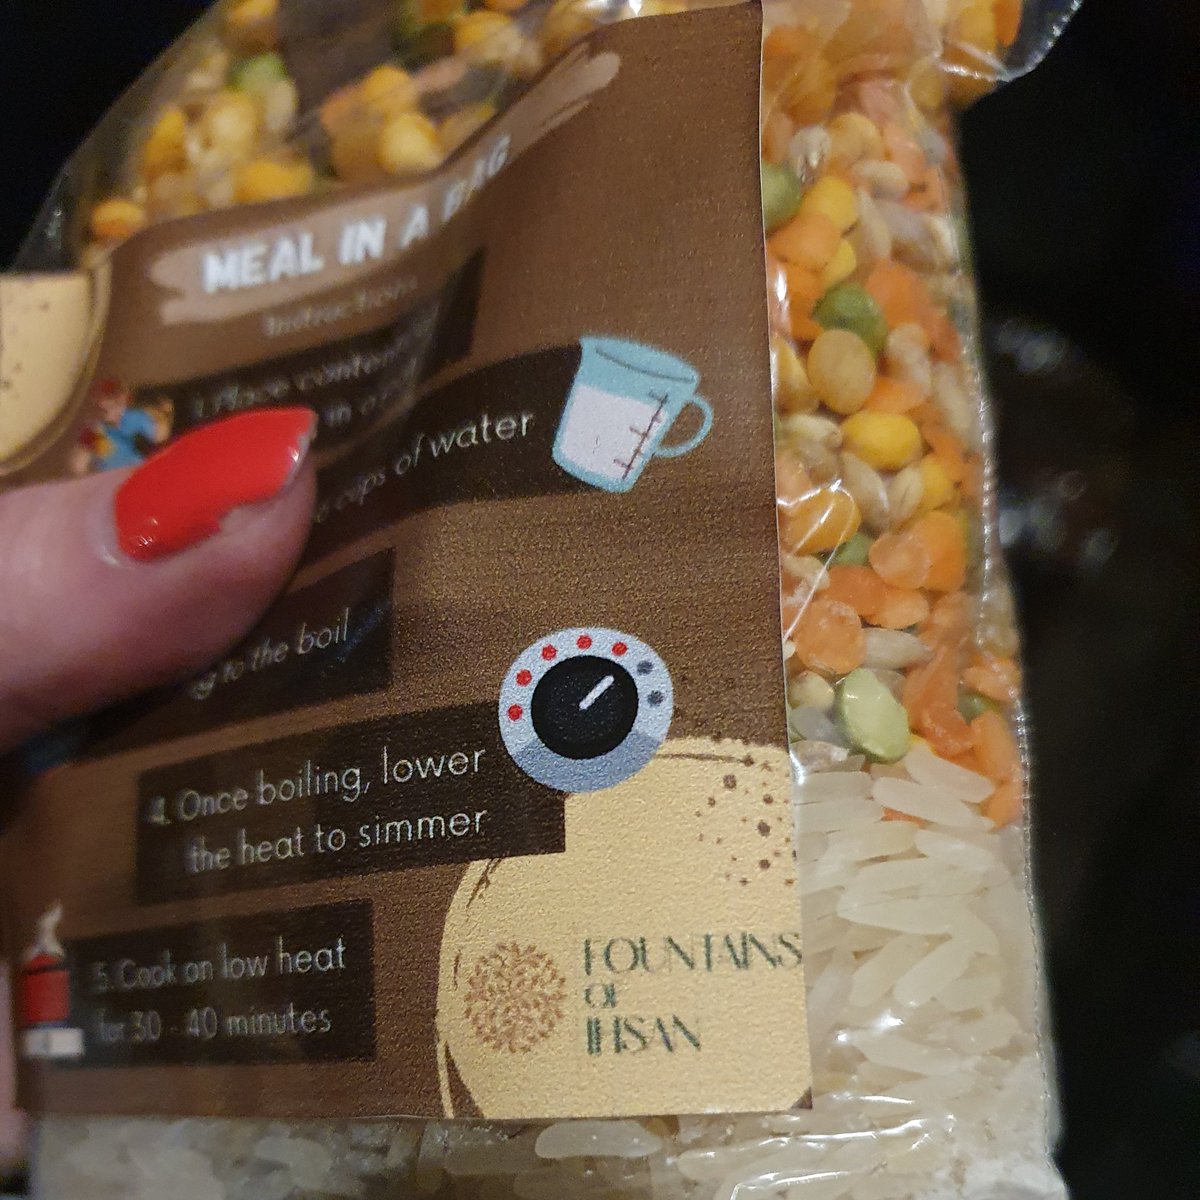 MEAL IN A BAG
Instructions
1. Place contents
in a
cups of water
to the boil
4. Once boiling, lower
the heat to simmer
5. Cook on low heat
for 30 - 40 minutes
FOUNTAINS
OF
IHSAN